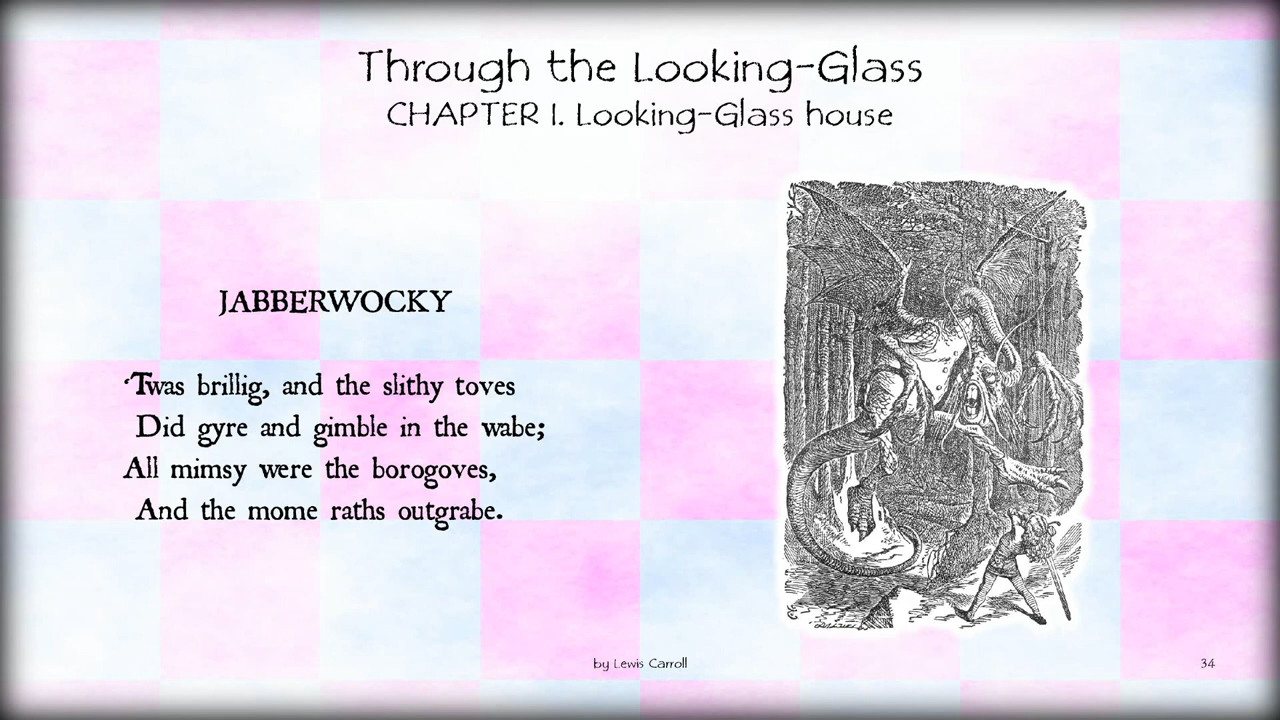 Through the Looking-Glass
CHAPTER I. Looking-Glass house
JABBERWOCKY
‘Twas brillig, and the slithy toves
Did gyre and gimble in the wabe;
All mimsy were the borogoves,
And the mome raths outgrabe.
by Lewis Carroll
34